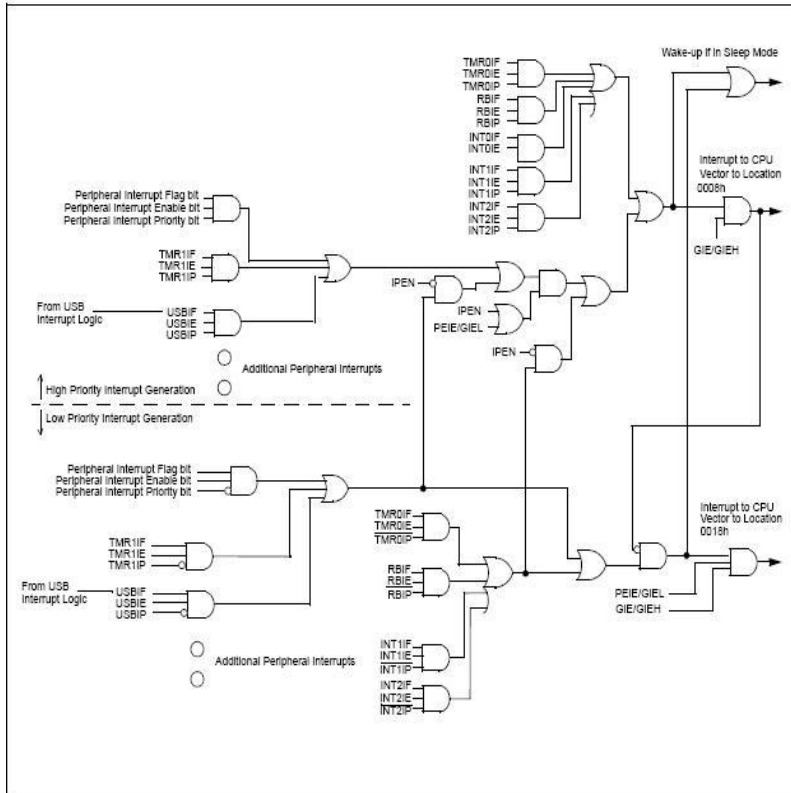 TMR0IF
TMR0IE
TMR0IP
RBIF
RBIE
RBIP
INT0IF
INT0IE
INT1IF
INT1IE
INT1IP
INT2IF
INT2IE
INT2IP
Wake-up if in Sleep Mode
Interrupt to CPU
Vector to Location
0008h
GIE/GIEH
Peripheral Interrupt Flag bit
Peripheral Interrupt Enable bit
Peripheral Interrupt Priority bit
TMR1IF
TMR1IE
TMR1IP
From USB
Interrupt Logic
USBIF
USBIE
USBIP
IPEN
IPEN
PEIE/GIEL
IPEN
Additional Peripheral Interrupts
High Priority Interrupt Generation
Low Priority Interrupt Generation
Peripheral Interrupt Flag bit
Peripheral Interrupt Enable bit
Peripheral Interrupt Priority bit
TMR1IF
TMR1IE
TMR1IP
From USB
Interrupt Logic
USBIF
USBIE
USBIP
Additional Peripheral Interrupts
TMR0IF
TMR0IE
TMR0IP
RBIF
RBIE
RBIP
INT1IF
INT1IE
INT1IP
INT2IF
INT2IE
INT2IP
Interrupt to CPU
Vector to Location
0018h
PEIE/GIEL
GIE/GIEH